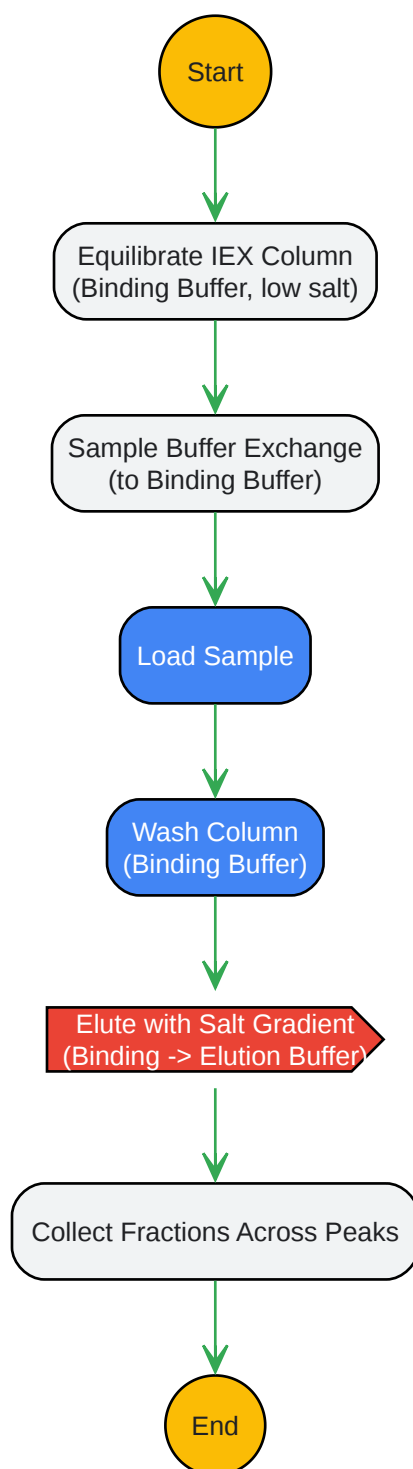 Start
Equilibrate IEX Column
(Binding Buffer, low salt)
Sample Buffer Exchange
(to Binding Buffer)
Load Sample
Wash Column
(Binding Buffer)
Elute with Salt Gradient
(Binding -> Elution Buffer)
Collect Fractions Across Peaks
End